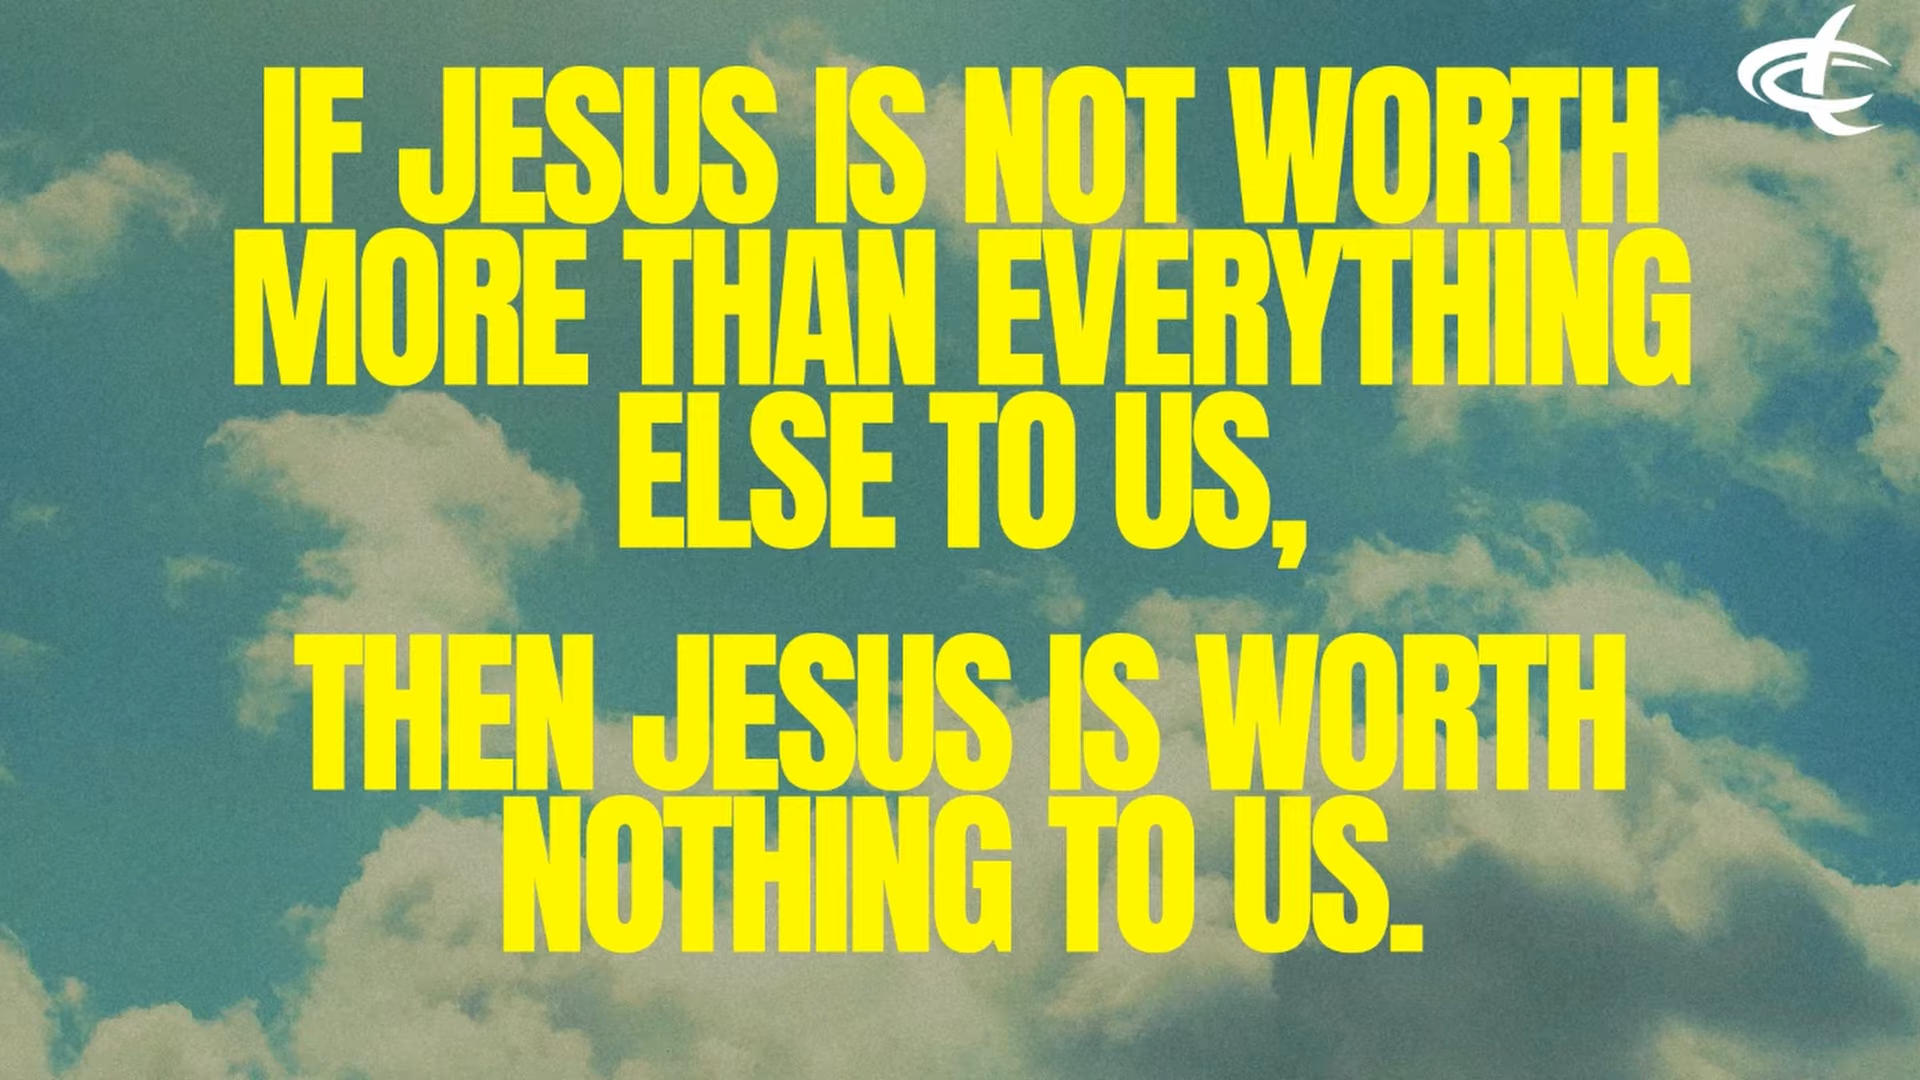 IF JESUS IS NOT WORTH
MORE THAN EVERYTHING
ELSE TO US,
THEN JESUS IS WORTH
NOTHING TO US.